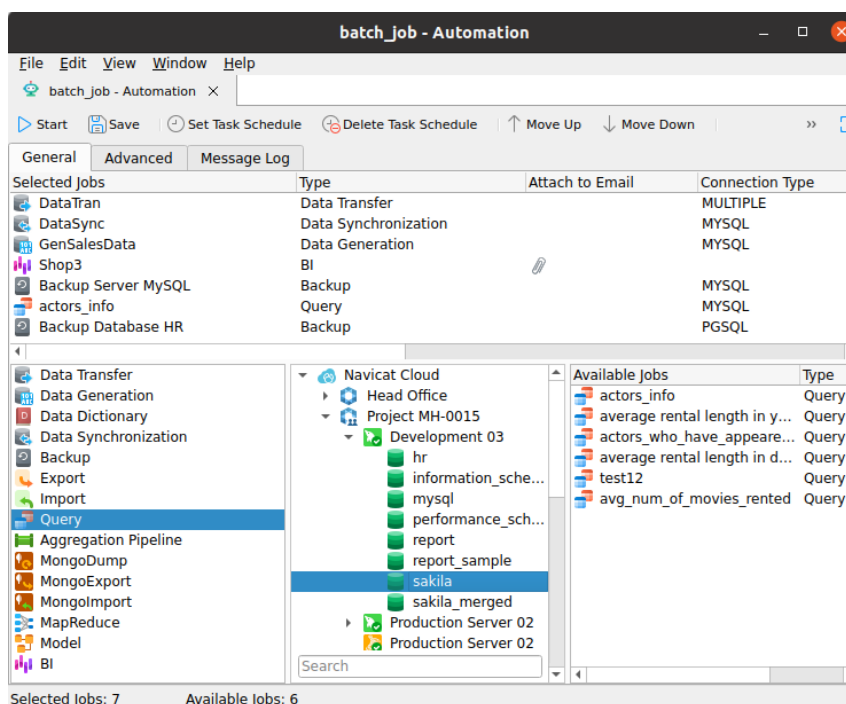 batch_job - Automation
File Edit View Window Help
batch_job - Automation
Start Save Set Task Schedule Delete Task Schedule Move Up Move Down
General Advanced Message Log
Selected Jobs Type Attach to Email Connection Type
DataTran Data Transfer MULTIPLE
DataSync Data Synchronization MYSQL
GenSalesData Data Generation MYSQL
Shop3 BI
Backup Server MySQL Backup MYSQL
actors_info Query MYSQL
Backup Database HR Backup PGSQL
Data Transfer
Data Generation
Data Dictionary
Data Synchronization
Backup
Export
Import
Query
Aggregation Pipeline
MongoDump
MongoExport
MongoImport
MapReduce
Model
BI
Navicat Cloud
Head Office
Project MH-0015
Development 03
hr
information_sche...
mysql
performance_sch...
report
report_sample
sakila
sakila_merged
Production Server 02
Production Server 02
Search
Available Jobs Type
actors_info Query
average rental length in y... Query
actors_who_have_appeare... Query
average rental length in d... Query
test12 Query
avg_num_of_movies_rented Query
Selected Jobs: 7 Available Jobs: 6